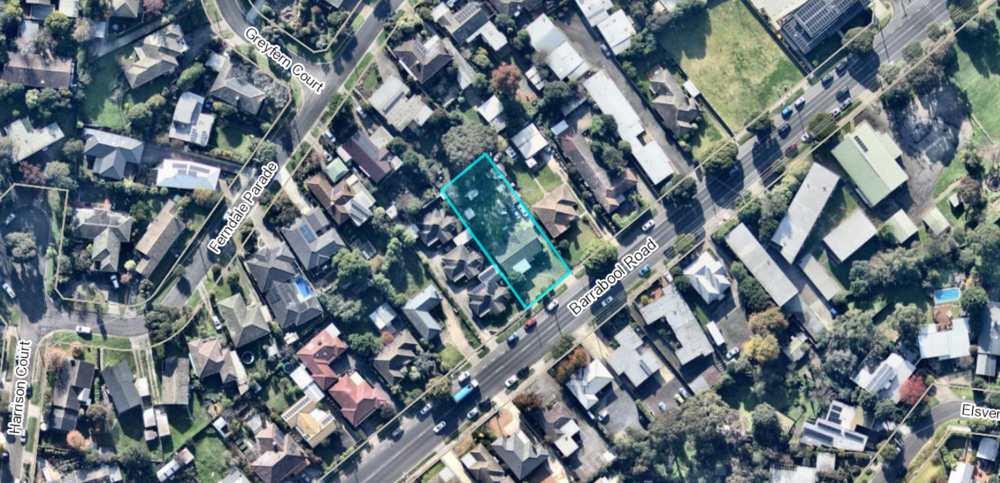 Greyfern Court
Ferndale Parade
Barrabool Road
Harrison Court
Elsver